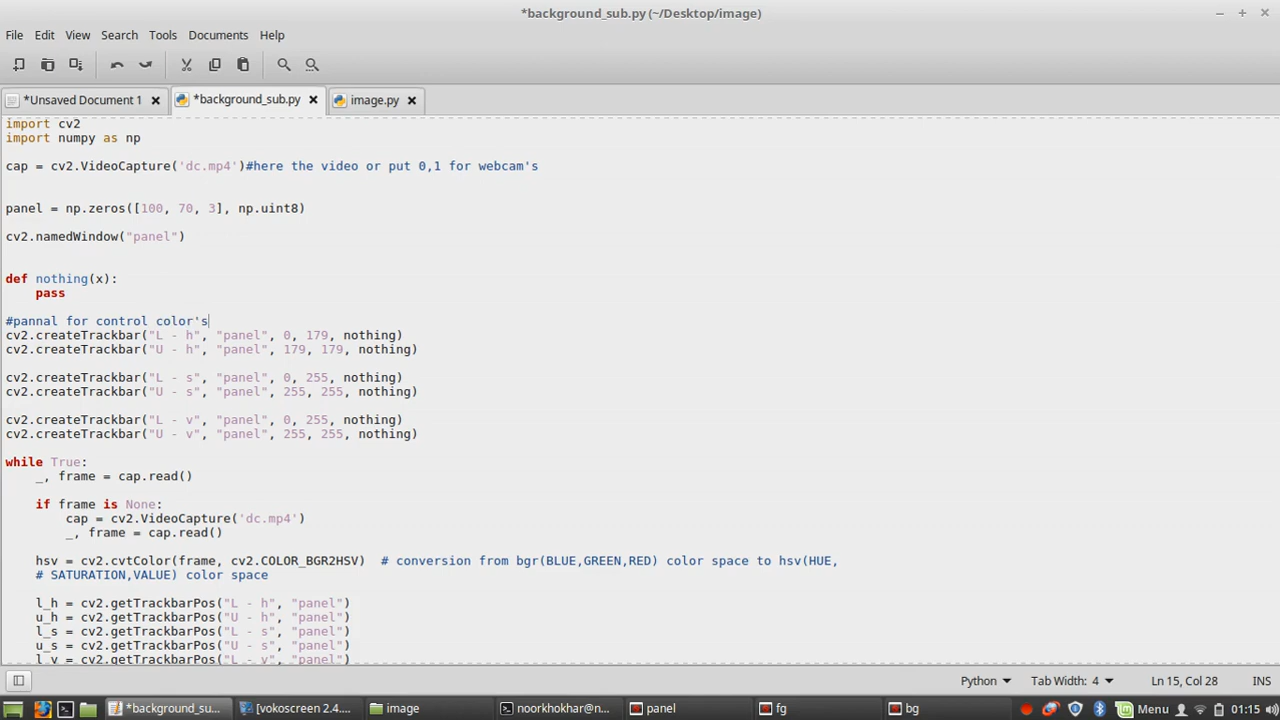 *background_sub.py (~/Desktop/image)
File Edit View Search Tools Documents Help
*Unsaved Document 1 *background_sub.py image.py
import cv2
import numpy as np
cap = cv2.VideoCapture('dc.mp4')#here the video or put 0,1 for webcam's
panel = np.zeros([100, 70, 3], np.uint8)
cv2.namedWindow("panel")
def nothing(x):
    pass
#pannal for control color's
cv2.createTrackbar("L - h", "panel", 0, 179, nothing)
cv2.createTrackbar("U - h", "panel", 179, 179, nothing)
cv2.createTrackbar("L - s", "panel", 0, 255, nothing)
cv2.createTrackbar("U - s", "panel", 255, 255, nothing)
cv2.createTrackbar("L - v", "panel", 0, 255, nothing)
cv2.createTrackbar("U - v", "panel", 255, 255, nothing)
while True:
    _, frame = cap.read()
    if frame is None:
        cap = cv2.VideoCapture('dc.mp4')
        _, frame = cap.read()
    hsv = cv2.cvtColor(frame, cv2.COLOR_BGR2HSV)  # conversion from bgr(BLUE,GREEN,RED) color space to hsv(HUE,
    # SATURATION,VALUE) color space
    l_h = cv2.getTrackbarPos("L - h", "panel")
    u_h = cv2.getTrackbarPos("U - h", "panel")
    l_s = cv2.getTrackbarPos("L - s", "panel")
    u_s = cv2.getTrackbarPos("U - s", "panel")
    l_v = cv2.getTrackbarPos("L - v", "panel")
Python Tab Width: 4 Ln 15, Col 28 INS
*background_su... [vokoscreen 2.4.... image noorkhokhar@n... panel fg bg Menu 01:15